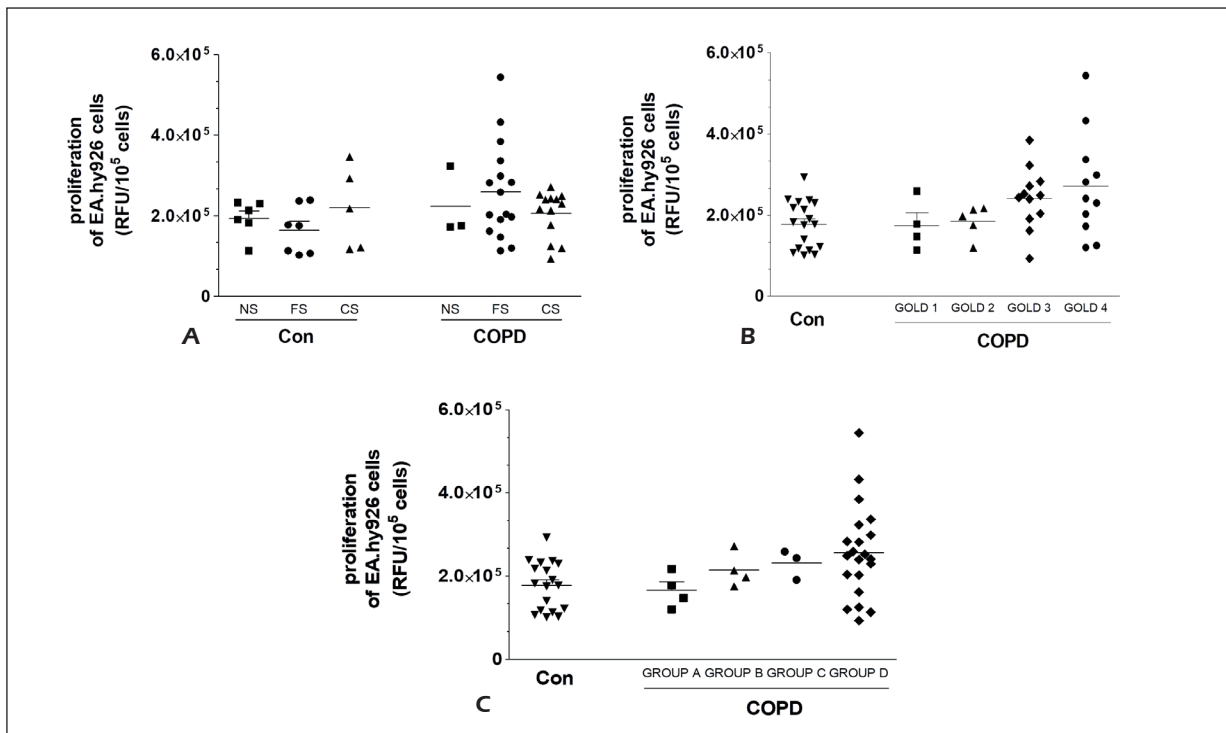 proliferation
of EA.hy926 cells
(RFU/10⁵ cells)
6.0×10⁵
4.0×10⁵
2.0×10⁵
0
NS FS CS NS FS CS
Con COPD
A
proliferation
of EA.hy926 cells
(RFU/10⁵ cells)
6.0×10⁵
4.0×10⁵
2.0×10⁵
0
GOLD 1 GOLD 2 GOLD 3 GOLD 4
Con
COPD
B
proliferation
of EA.hy926 cells
(RFU/10⁵ cells)
6.0×10⁵
4.0×10⁵
2.0×10⁵
0
GROUP A GROUP B GROUP C GROUP D
Con
COPD
C